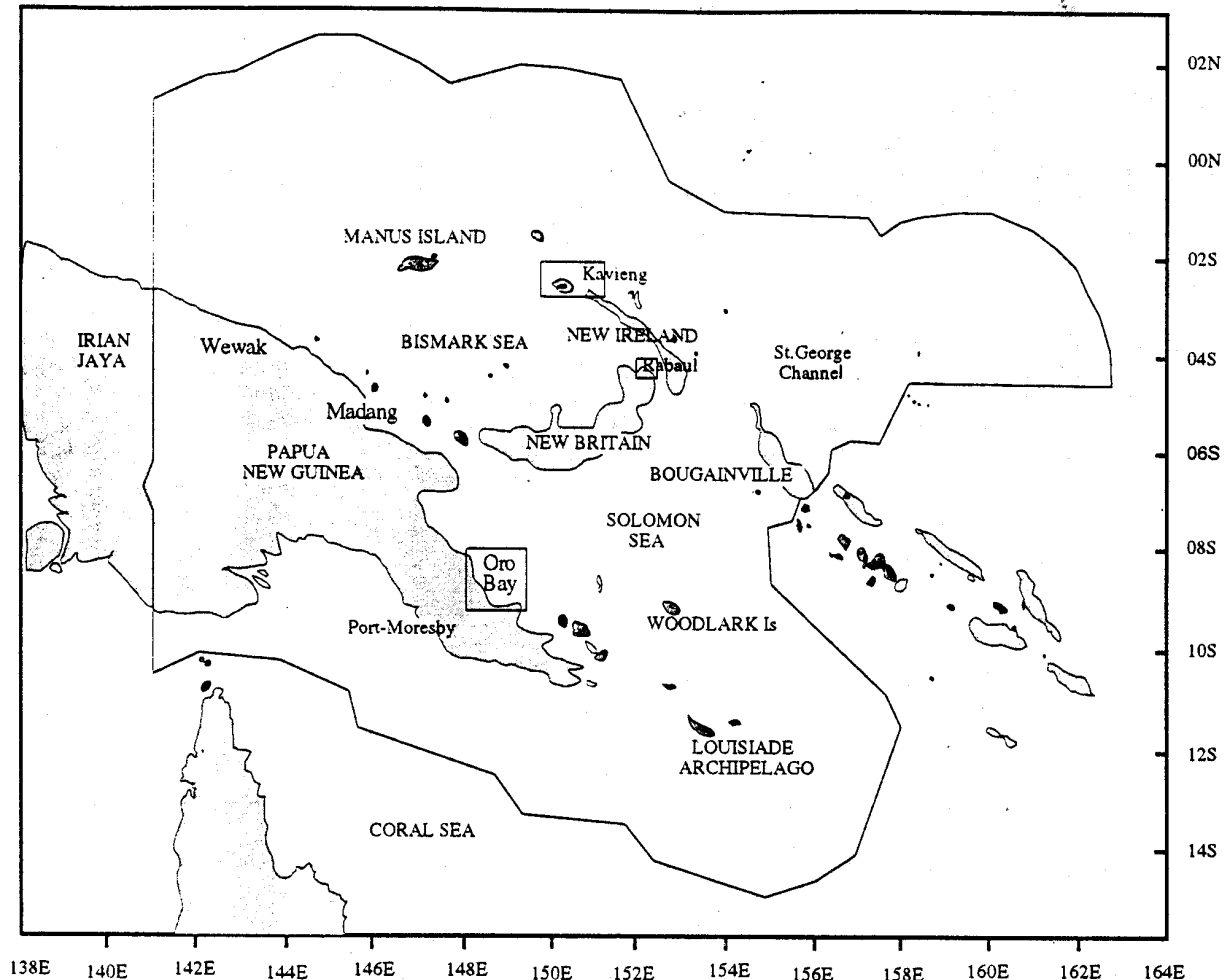 02N
00N
MANUS ISLAND
02S
Kavieng
IRIAN
JAYA
Wewak
BISMARK SEA
NEW IRELAND
St.George
Channel
04S
Rabaul
Madang
PAPUA
NEW GUINEA
NEW BRITAIN
06S
BOUGAINVILLE
SOLOMON
SEA
Oro
Bay
08S
Port-Moresby
WOODLARK Is
10S
LOUISIADE
ARCHIPELAGO
12S
CORAL SEA
14S
138E 140E 142E 144E 146E 148E 150E 152E 154E 156E 158E 160E 162E 164E